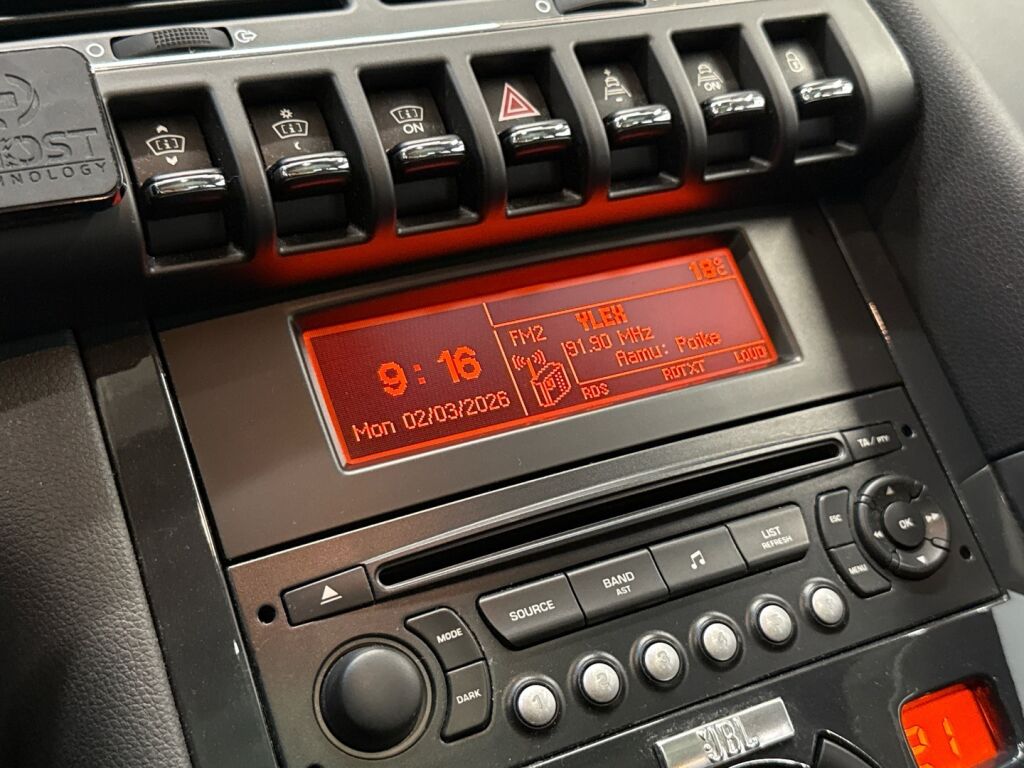 OST
HNOLOGY
ON
ON
18°C
9:16
Mon 02/03/2026
FM2
YLEX
91.90 MHz
Aamu: Poike
RDS
RDTXT
LOUD
TA / PTY
SOURCE
BAND
AST
LIST
REFRESH
ESC
OK
MENU
MODE
DARK
1
2
3
4
5
6
JBL
21